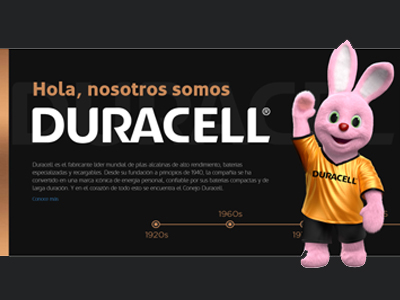 Hola, nosotros somos
DURACELL®
Duracell es el fabricante líder mundial de pilas alcalinas de alto rendimiento, baterías
especializadas y recargables. Desde su fundación a principios de 1940, la compañía se ha
convertido en una marca icónica de energía personal, confiable por sus baterías compactas y de
larga duración. Y en el corazón de todo esto se encuentra el Conejo Duracell.
Conoce más
DURACELL
1960s
1920s